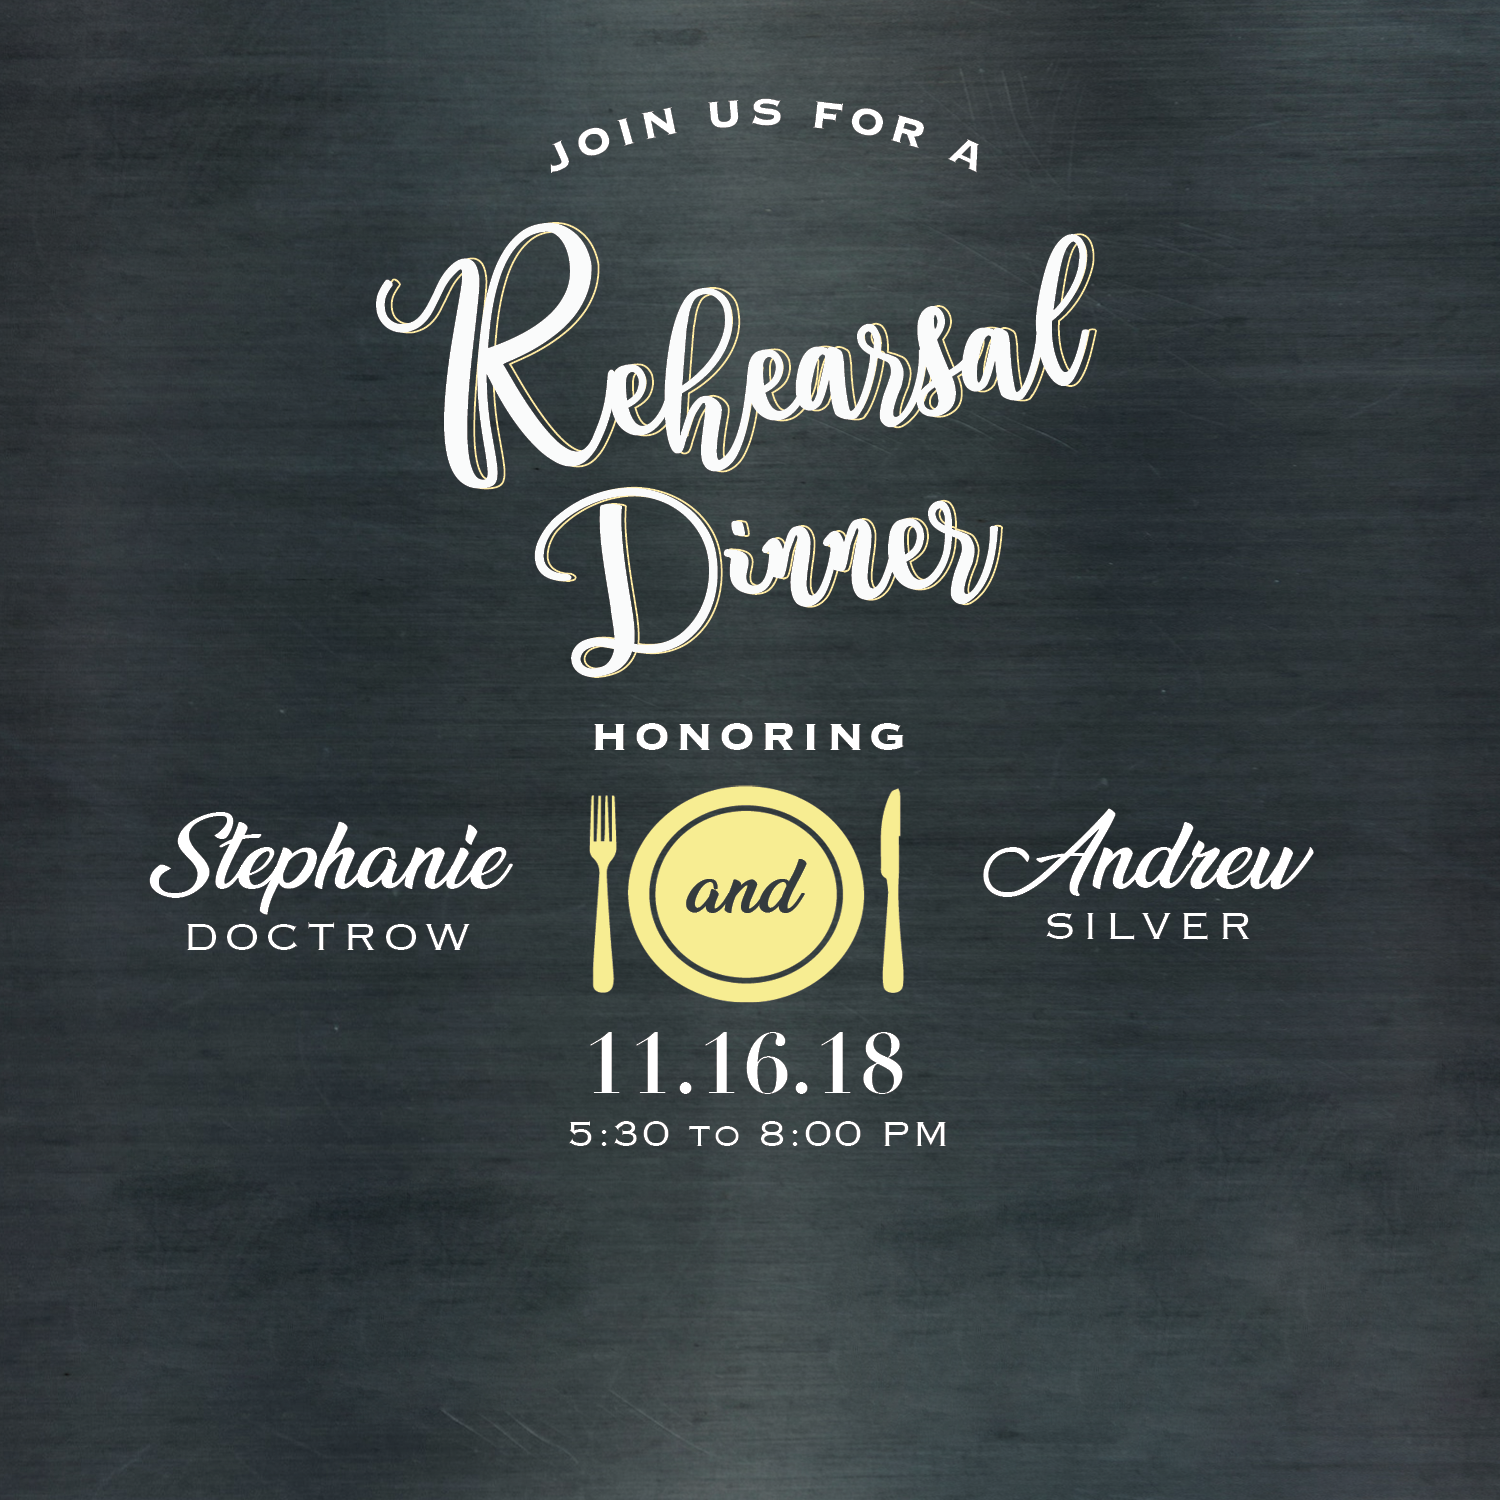 JOIN US FOR A
Rehearsal
Dinner
HONORING
Stephanie
DOCTROW
and
Andrew
SILVER
11.16.18
5:30 TO 8:00 PM